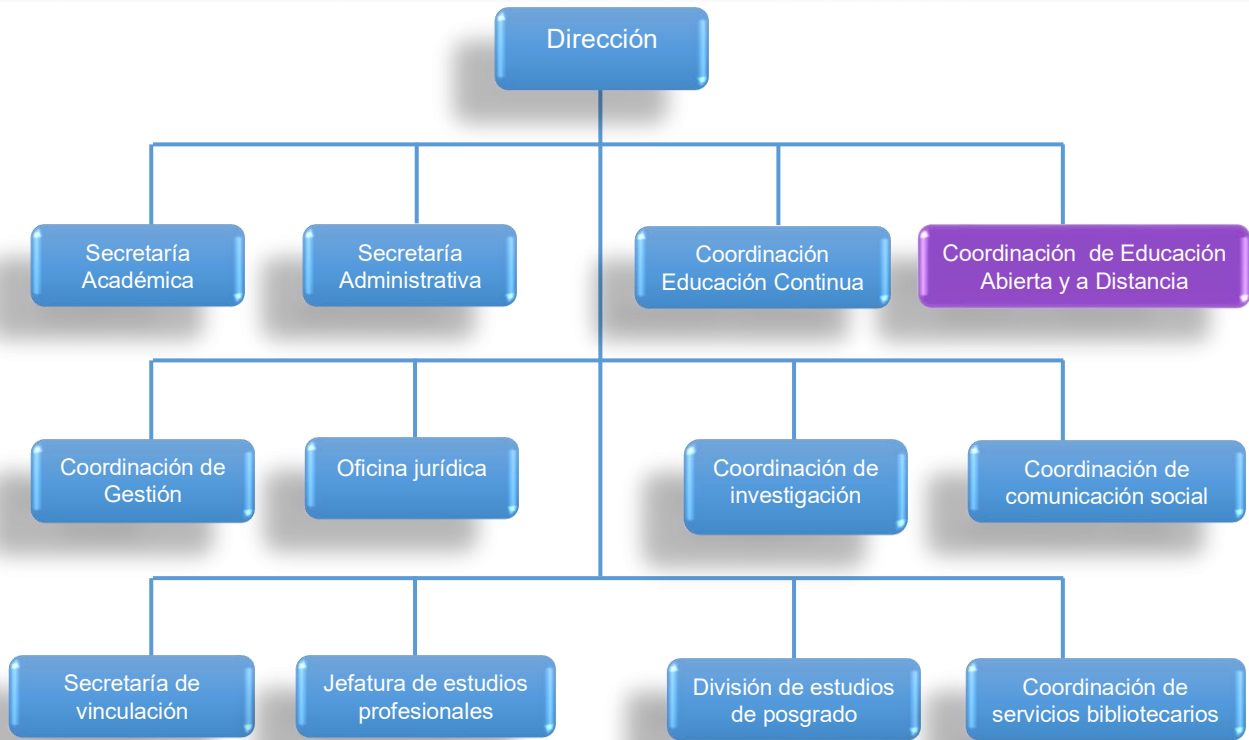 Dirección
Secretaría
Académica
Secretaría
Administrativa
Coordinación
Educación Continua
Coordinación  de Educación
Abierta y a Distancia
Coordinación de
Gestión
Oficina jurídica
Coordinación de
investigación
Coordinación de
comunicación social
Secretaría de
vinculación
Jefatura de estudios
profesionales
División de estudios
de posgrado
Coordinación de
servicios bibliotecarios